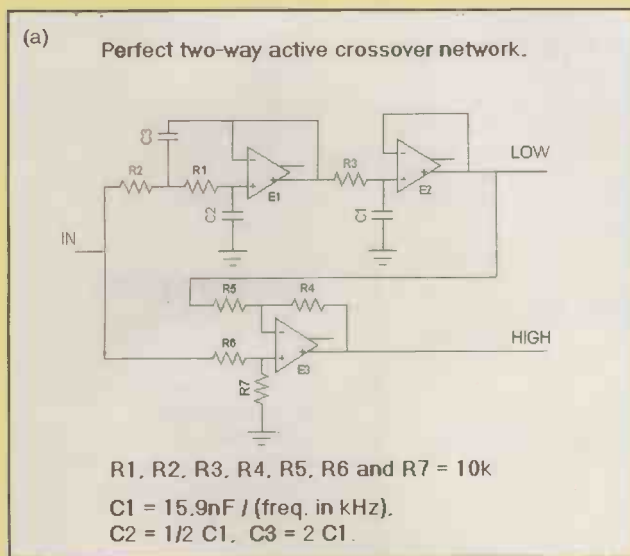 (a)
Perfect two-way active crossover network.
C3
R2
R1
C2
E1
R3
C1
E2
LOW
IN
R5
R4
R6
R7
E3
HIGH
R1, R2, R3, R4, R5, R6 and R7 = 10k
C1 = 15.9nF / (freq. in kHz),
C2 = 1/2 C1, C3 = 2 C1.